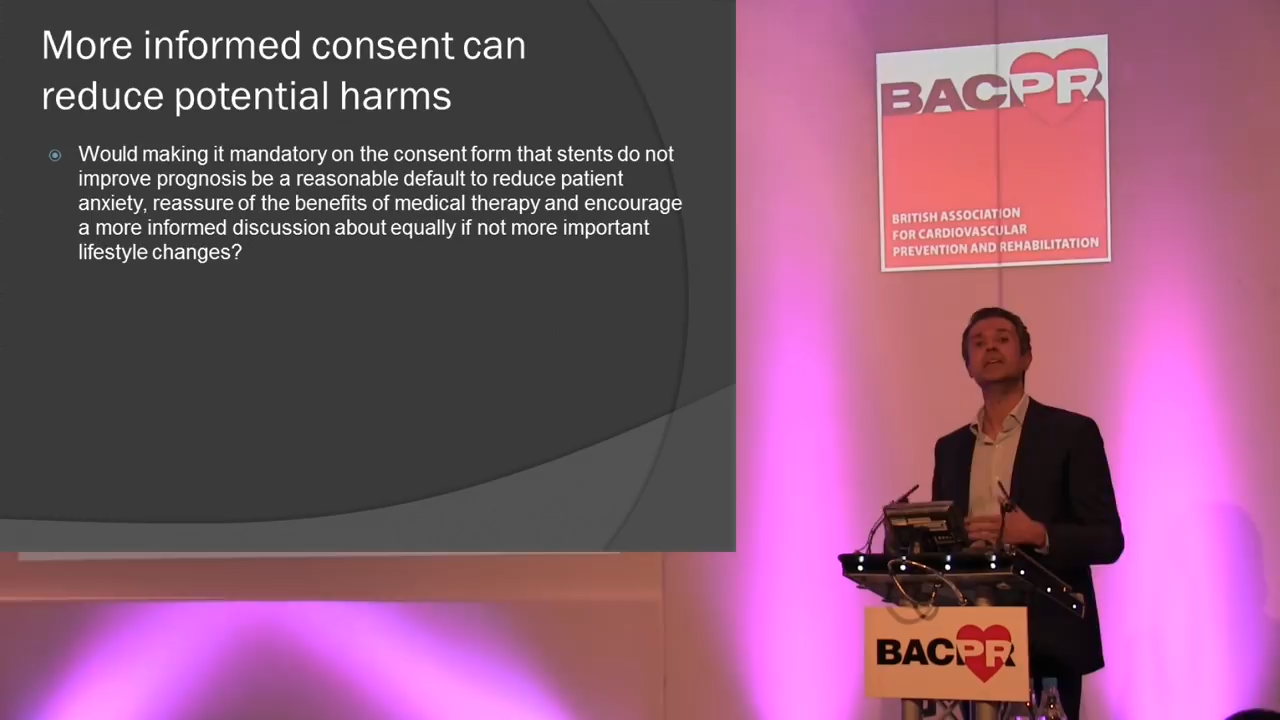 More informed consent can
reduce potential harms
Would making it mandatory on the consent form that stents do not
improve prognosis be a reasonable default to reduce patient
anxiety, reassure of the benefits of medical therapy and encourage
a more informed discussion about equally if not more important
lifestyle changes?
BACPR
BRITISH ASSOCIATION
FOR CARDIOVASCULAR
PREVENTION AND REHABILITATION
BACPR